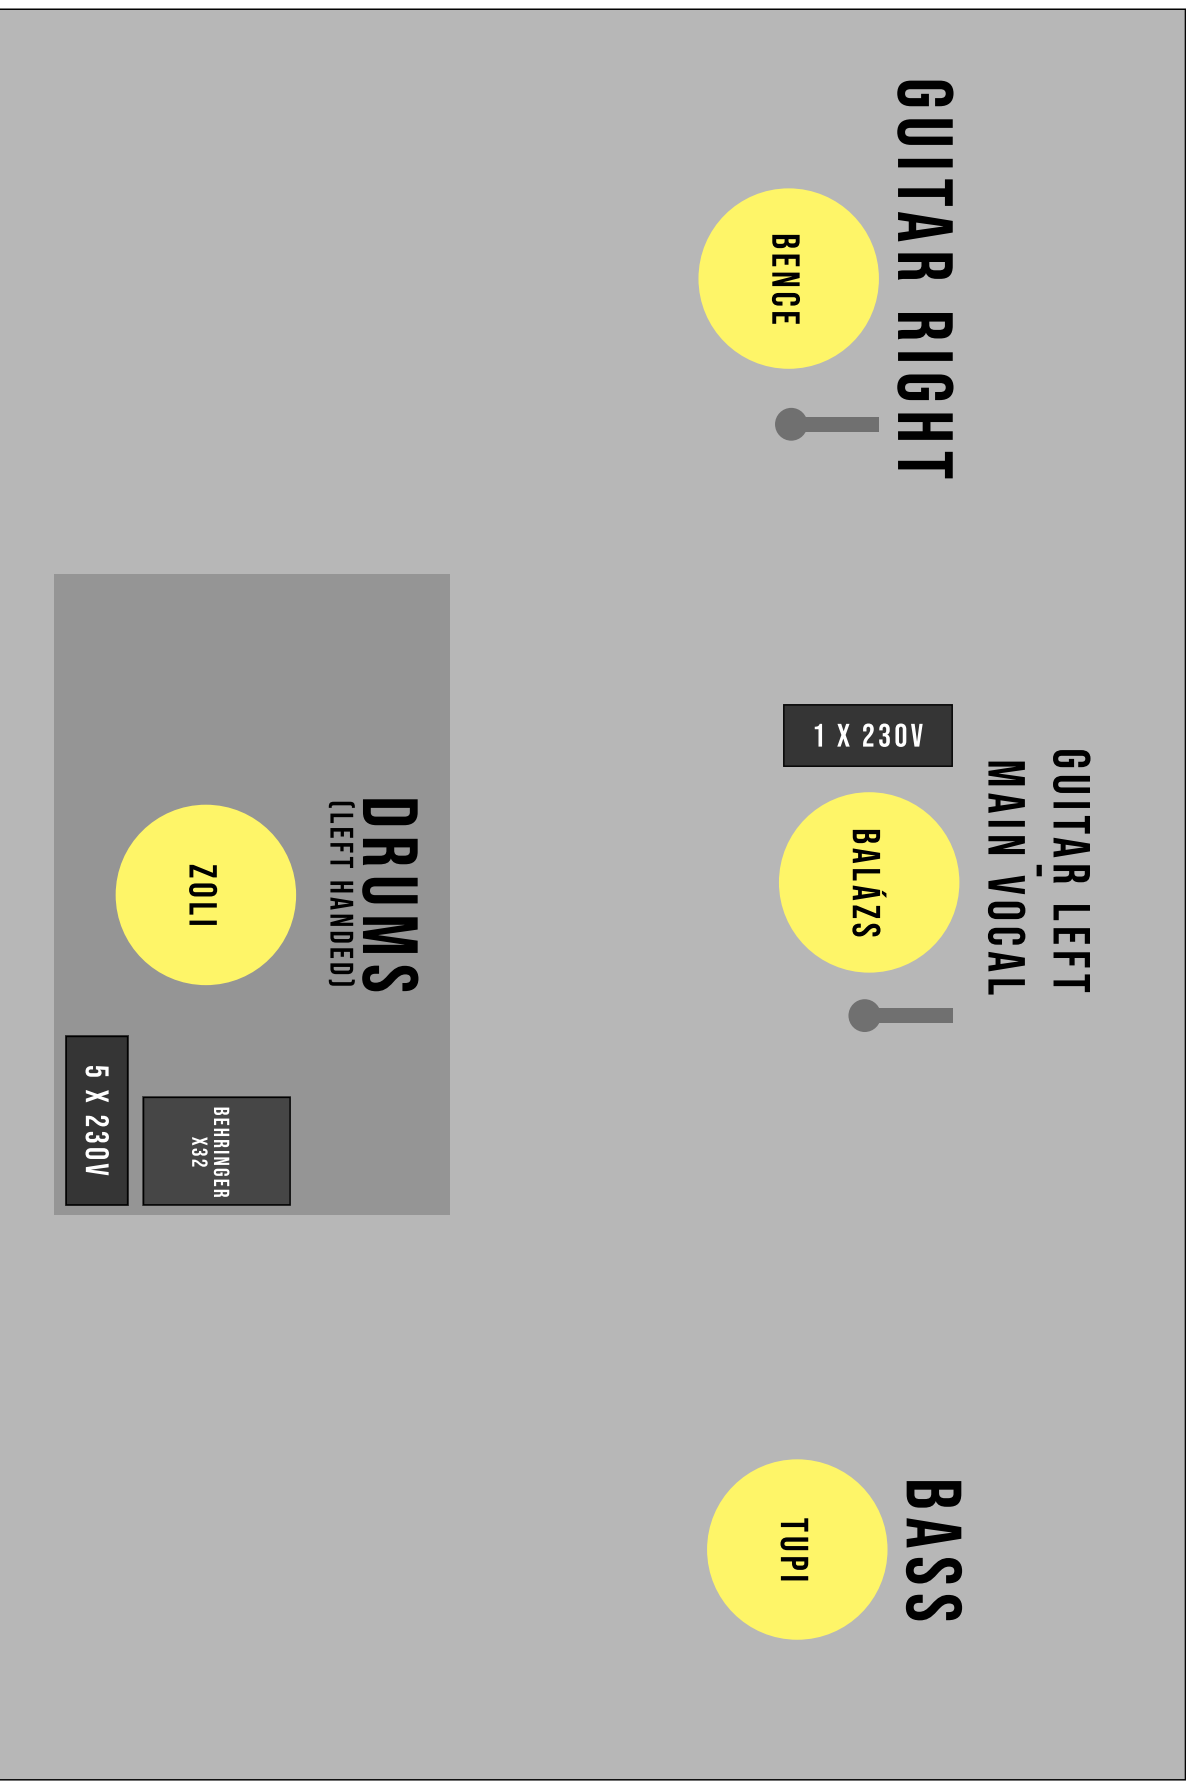 GUITAR RIGHT
BENCE
GUITAR LEFT
-
MAIN VOCAL
1 X 230V
BALÁZS
BASS
TUPI
DRUMS
(LEFT HANDED)
ZOLI
BEHRINGER
X32
5 X 230V